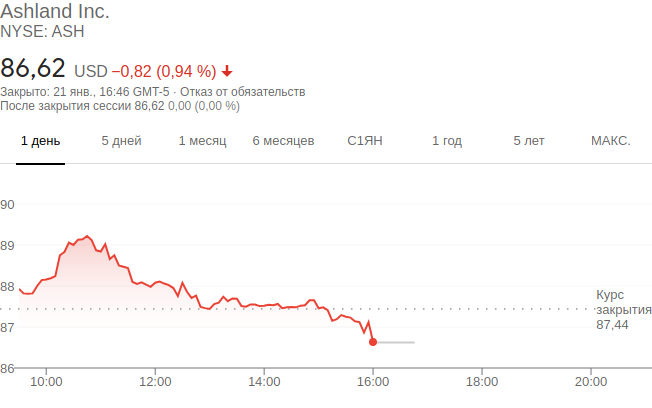 Ashland Inc.
NYSE: ASH
86,62 USD −0,82 (0,94 %)
Закрыто: 21 янв., 16:46 GMT-5 · Отказ от обязательств
После закрытия сессии 86,62 0,00 (0,00 %)
1 день 5 дней 1 месяц 6 месяцев С1ЯН 1 год 5 лет МАКС.
90
89
88
Курс
закрытия
87,44
87
86
10:00 12:00 14:00 16:00 18:00 20:00